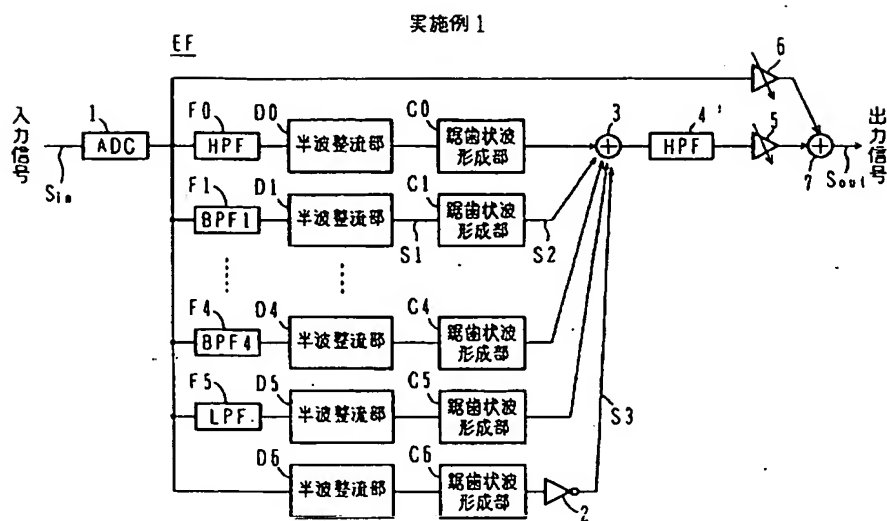 実施例1
EF
6
入力信号
1
ADC
Sin
F0
HPF
D0
半波整流部
C0
鋸歯状波
形成部
3
4'
HPF
5
7
出力信号
Sout
F1
BPF1
D1
半波整流部
S1
C1
鋸歯状波
形成部
S2
F4
BPF4
D4
半波整流部
C4
鋸歯状波
形成部
F5
LPF
D5
半波整流部
C5
鋸歯状波
形成部
S3
D6
半波整流部
C6
鋸歯状波
形成部
2